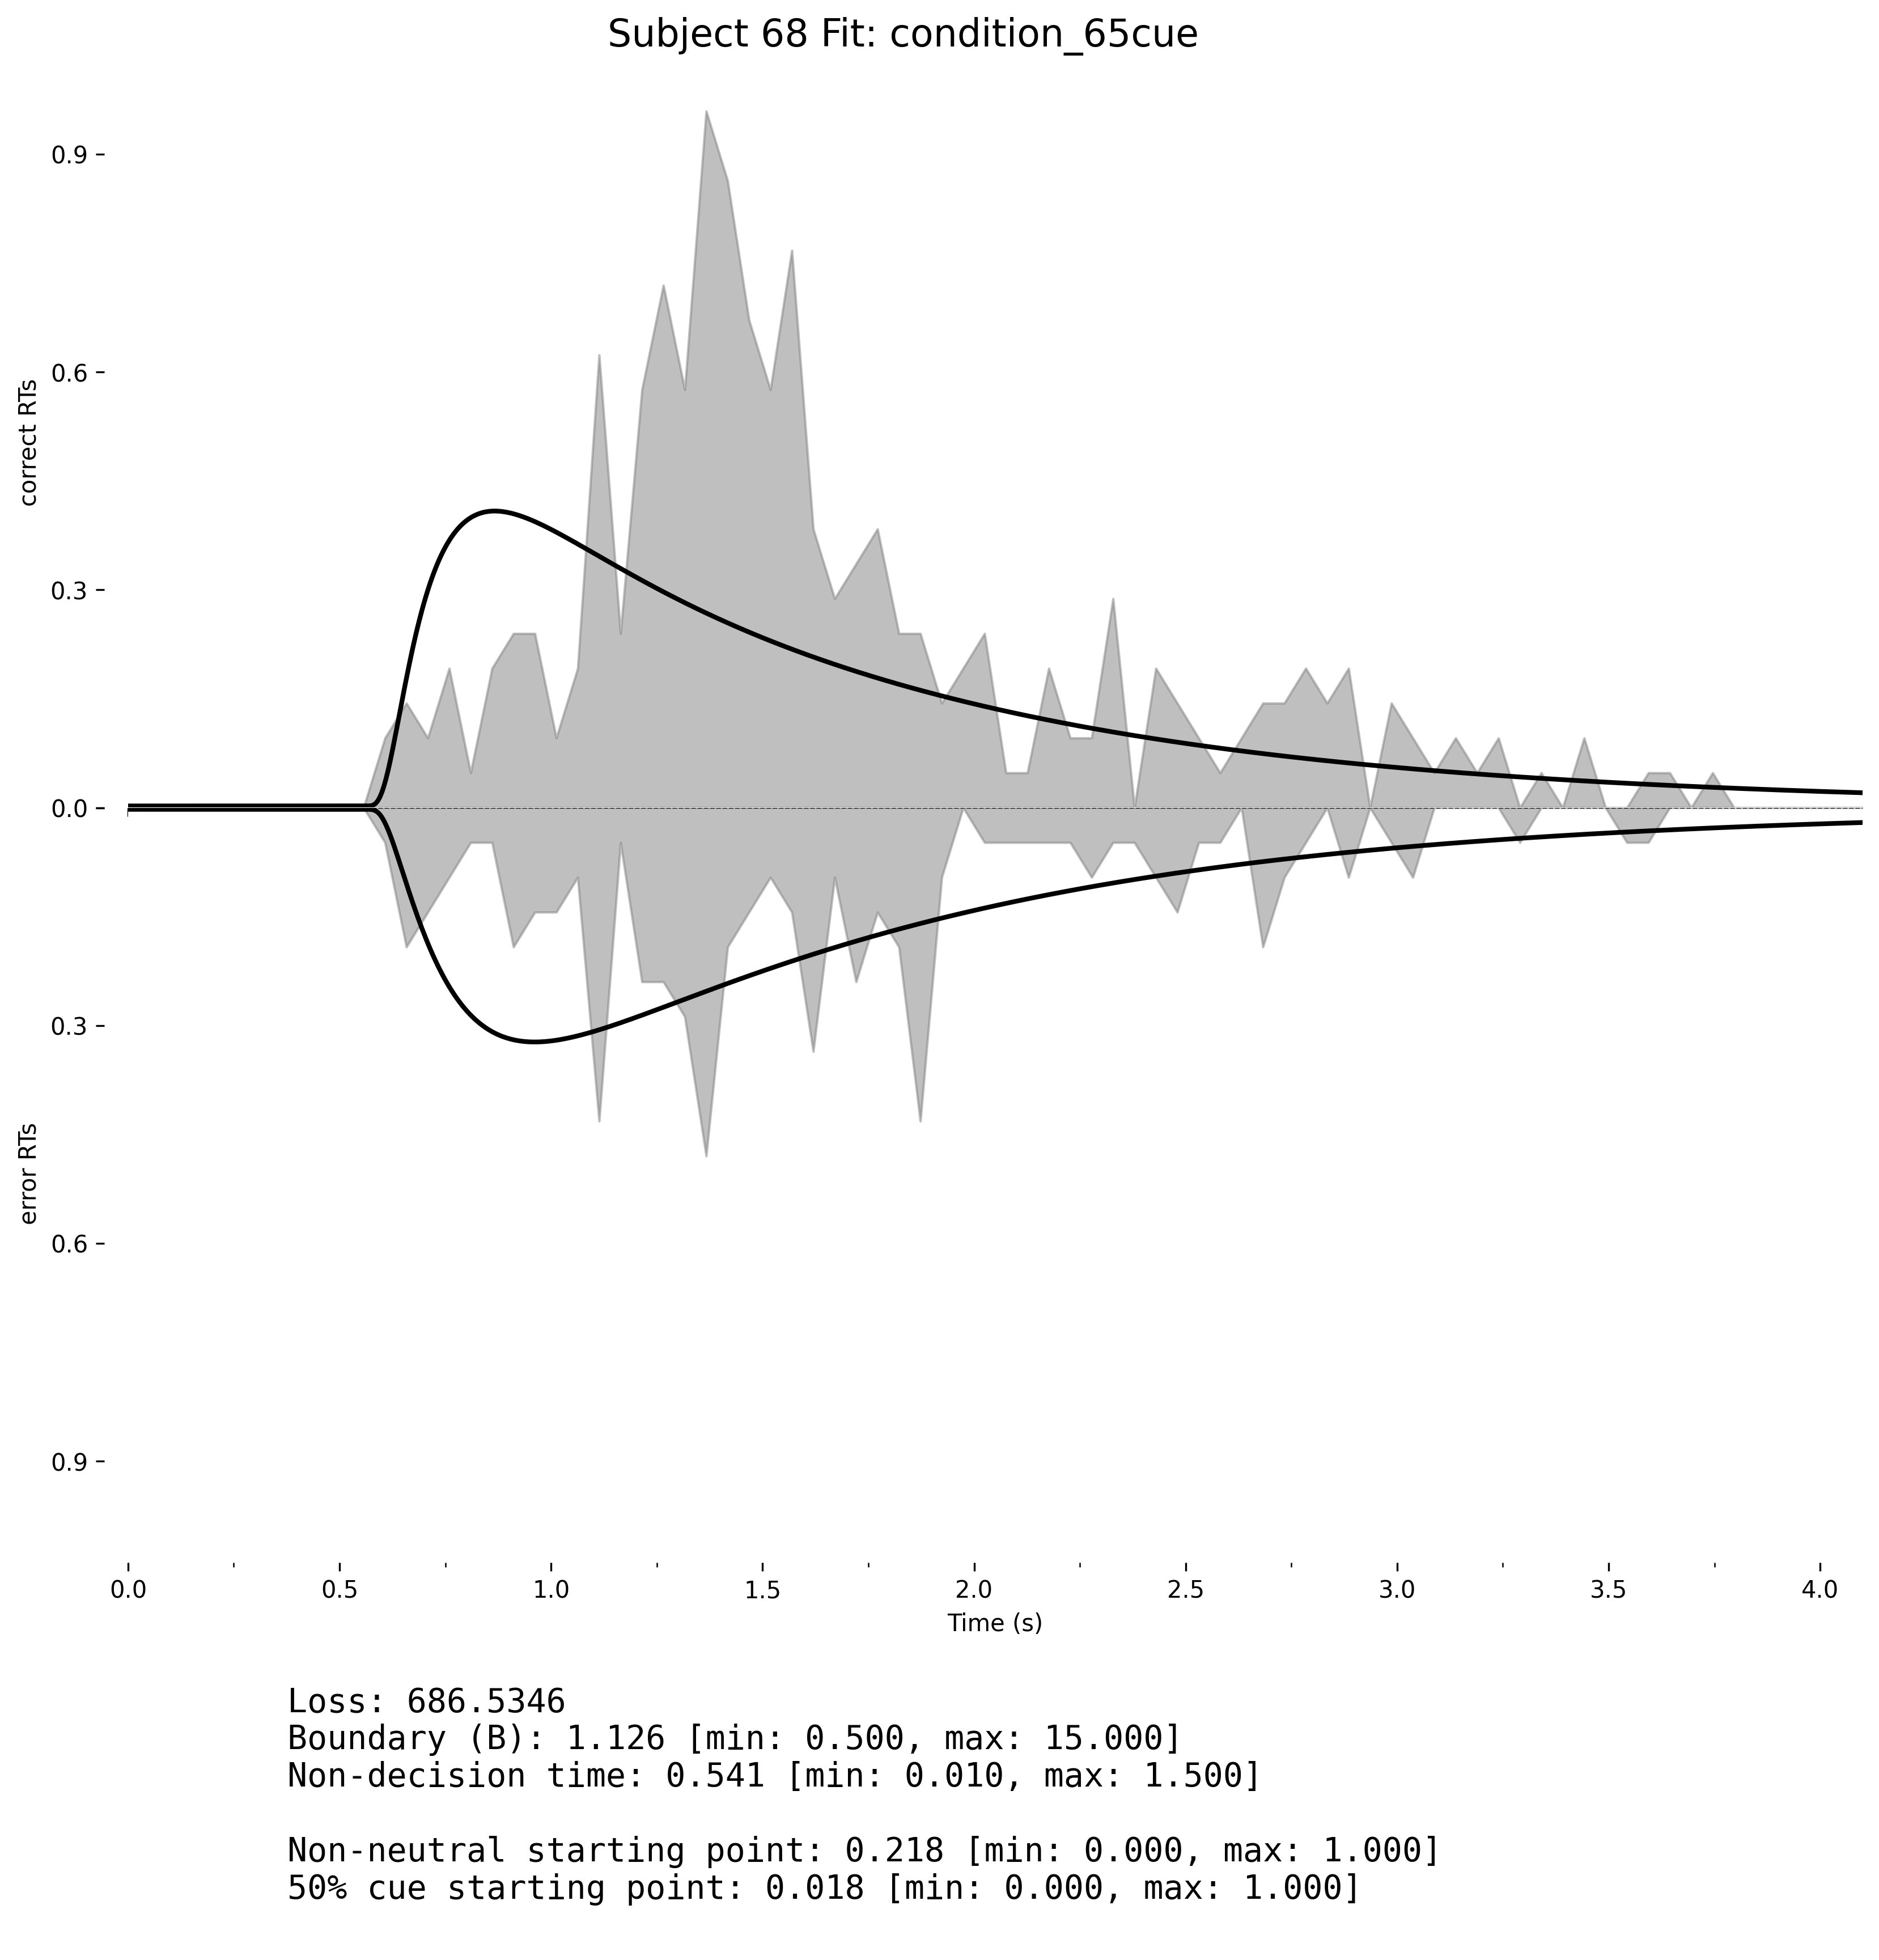 Subject 68 Fit: condition_65cue
0.9
0.6
0.3
0.0
0.3
0.6
0.9
correct RTs
error RTs
0.0 0.5 1.0 1.5 2.0 2.5 3.0 3.5 4.0
Time (s)
Loss: 686.5346
Boundary (B): 1.126 [min: 0.500, max: 15.000]
Non-decision time: 0.541 [min: 0.010, max: 1.500]
Non-neutral starting point: 0.218 [min: 0.000, max: 1.000]
50% cue starting point: 0.018 [min: 0.000, max: 1.000]